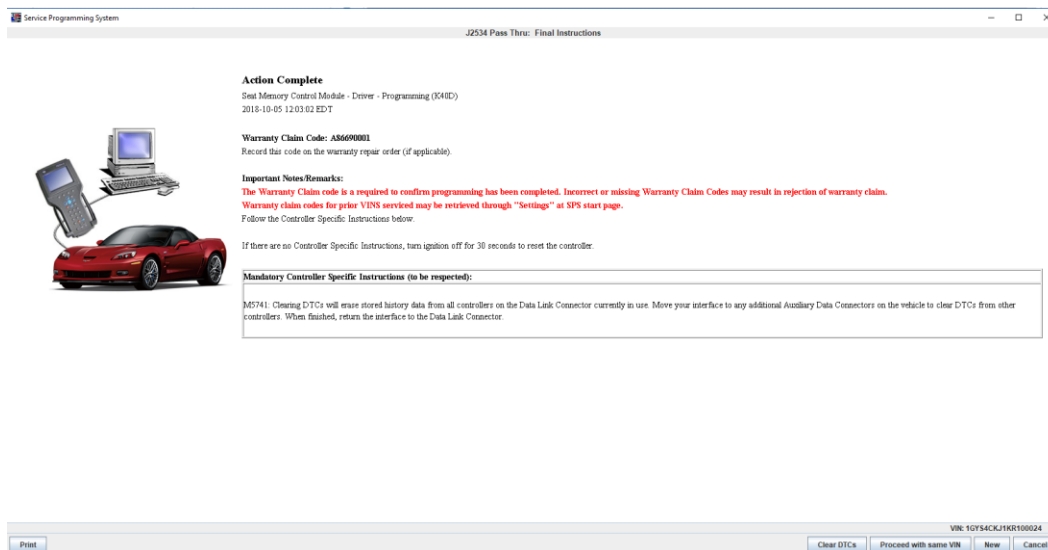 Service Programming System
J2534 Pass Thru: Final Instructions
Action Complete
Seat Memory Control Module - Driver - Programming (K40D)
2018-10-05 12:03:02 EDT
Warranty Claim Code: A86690001
Record this code on the warranty repair order (if applicable).
Important Notes/Remarks:
The Warranty Claim code is a required to confirm programming has been completed. Incorrect or missing Warranty Claim Codes may result in rejection of warranty claim.
Warranty claim codes for prior VINS serviced may be retrieved through "Settings" at SPS start page.
Follow the Controller Specific Instructions below.
If there are no Controller Specific Instructions, turn ignition off for 30 seconds to reset the controller.
Mandatory Controller Specific Instructions (to be respected):
M5741: Clearing DTCs will erase stored history data from all controllers on the Data Link Connector currently in use. Move your interface to any additional Auxiliary Data Connectors on the vehicle to clear DTCs from other
controllers. When finished, return the interface to the Data Link Connector.
VIN: 1GYS4CKJ1KR100024
Print
Clear DTCs
Proceed with same VIN
New
Cancel